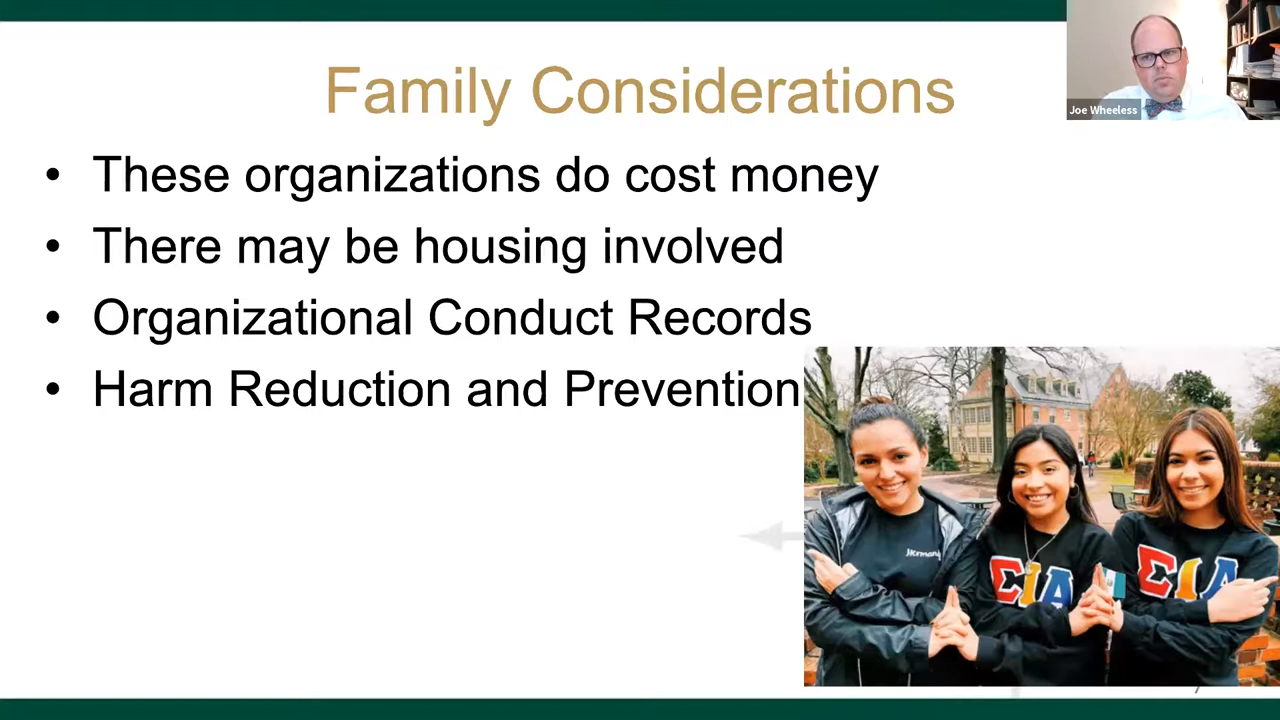 Family Considerations
Joe Wheeless
• These organizations do cost money
• There may be housing involved
• Organizational Conduct Records
• Harm Reduction and Prevention
ΣΙΑ
ΣΙΑ